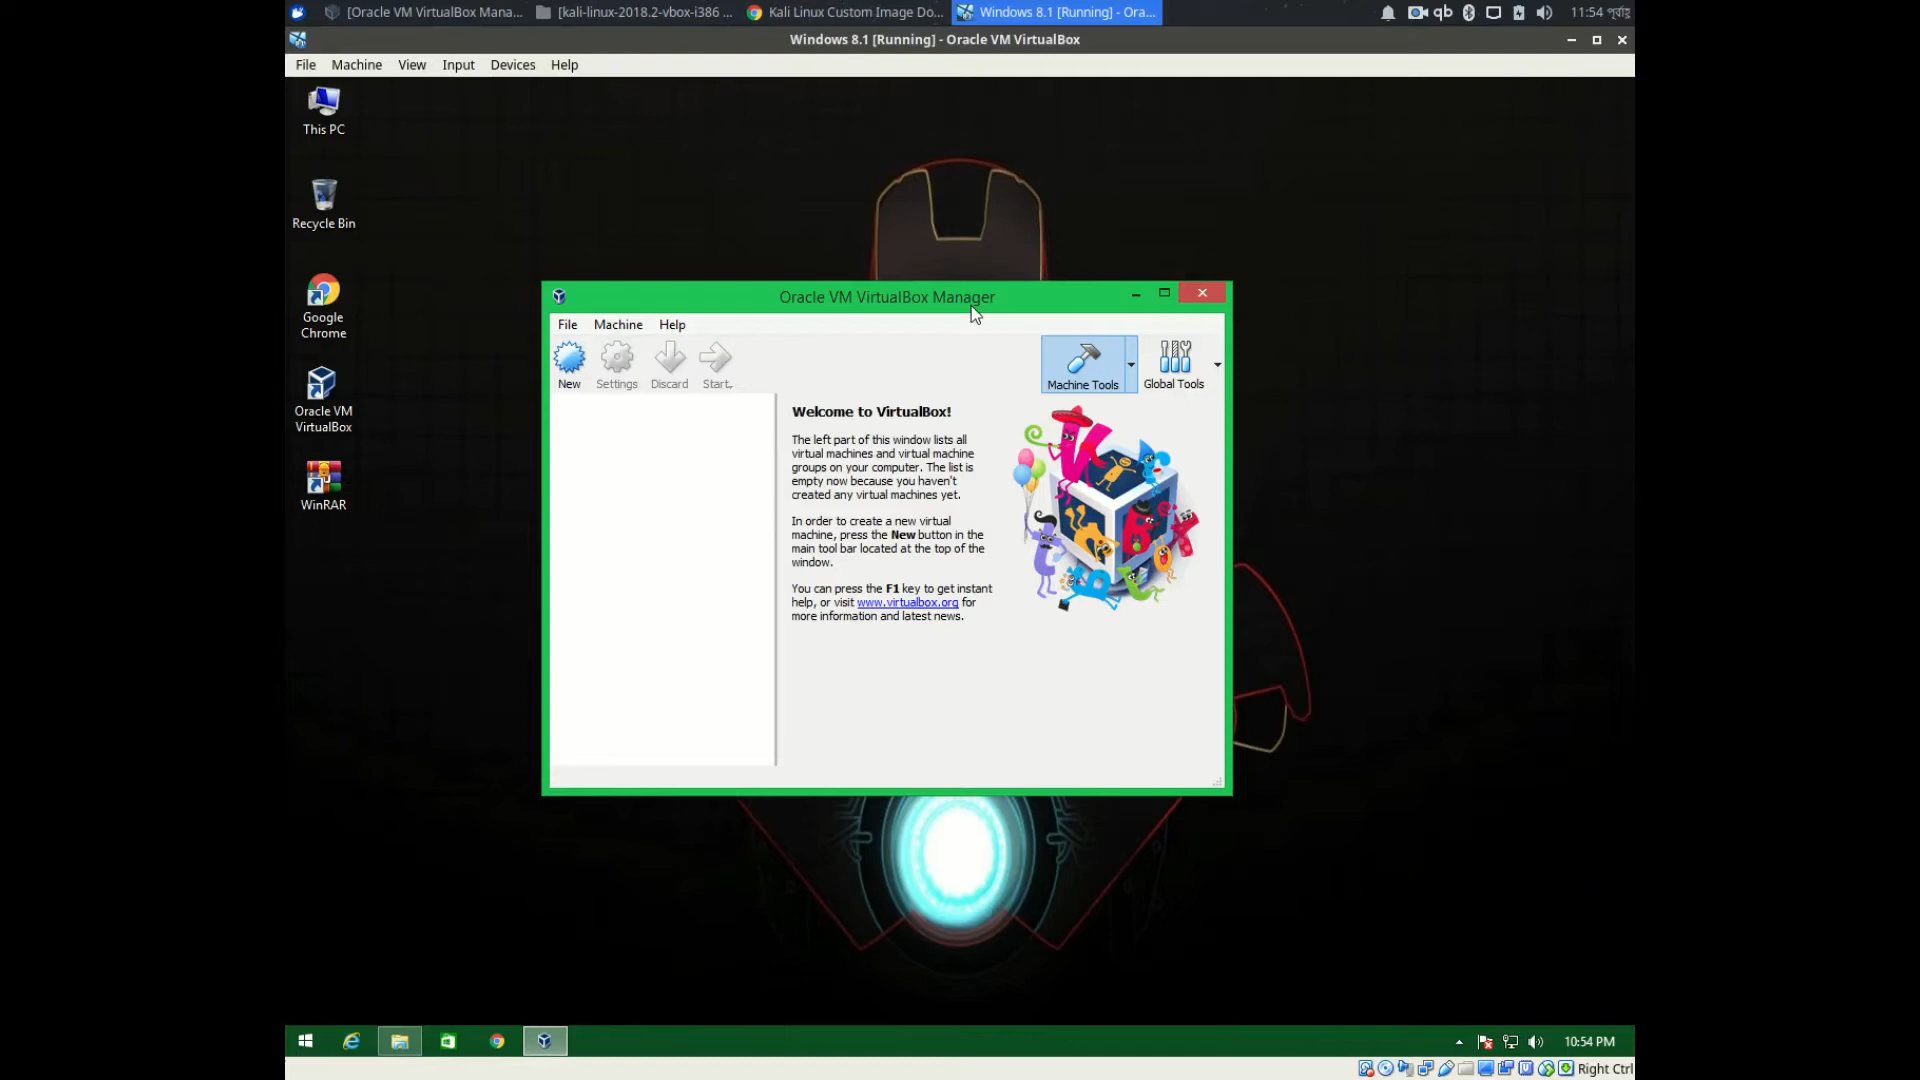 [Oracle VM VirtualBox Mana...
[kali-linux-2018.2-vbox-i386 ...
Kali Linux Custom Image Do...
Windows 8.1 [Running] - Ora...
qb
11:54 পূর্বাহ্ণ
Windows 8.1 [Running] - Oracle VM VirtualBox
File Machine View Input Devices Help
This PC
Recycle Bin
Google
Chrome
Oracle VM
VirtualBox
WinRAR
Oracle VM VirtualBox Manager
File Machine Help
New Settings Discard Start
Machine Tools Global Tools
Welcome to VirtualBox!
The left part of this window lists all
virtual machines and virtual machine
groups on your computer. The list is
empty now because you haven't
created any virtual machines yet.
In order to create a new virtual
machine, press the New button in the
main tool bar located at the top of the
window.
You can press the F1 key to get instant
help, or visit www.virtualbox.org for
more information and latest news.
10:54 PM
Right Ctrl